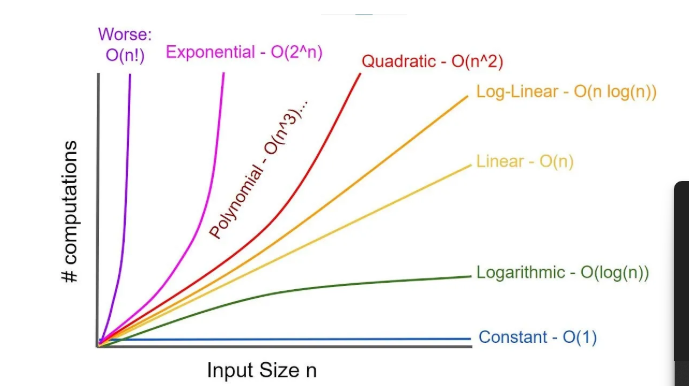 Worse:
O(n!)
Exponential - O(2^n)
Quadratic - O(n^2)
Log-Linear - O(n log(n))
Polynomial - O(n^3)...
Linear - O(n)
# computations
Logarithmic - O(log(n))
Constant - O(1)
Input Size n